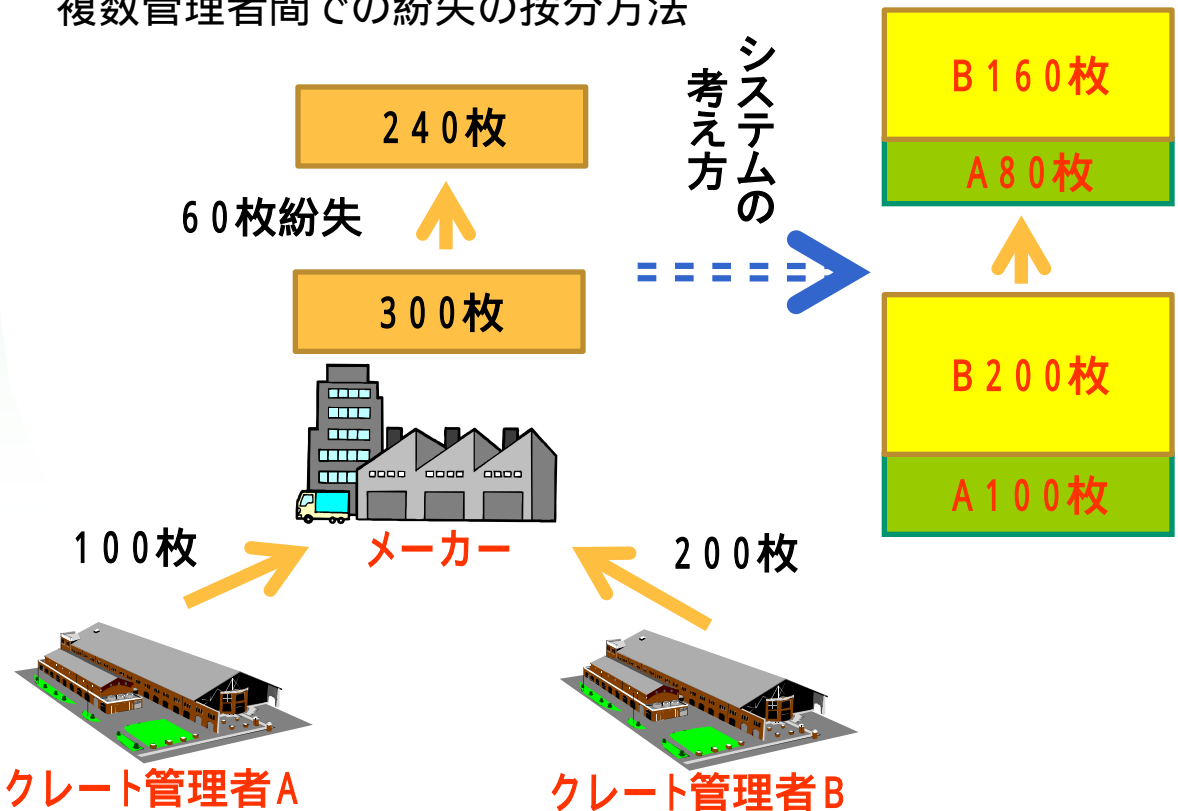 複数管理者間での紛失の按分方法
240枚
60枚紛失
300枚
メーカー
100枚
200枚
クレート管理者A
クレート管理者B
システムの
考え方
B160枚
A80枚
B200枚
A100枚